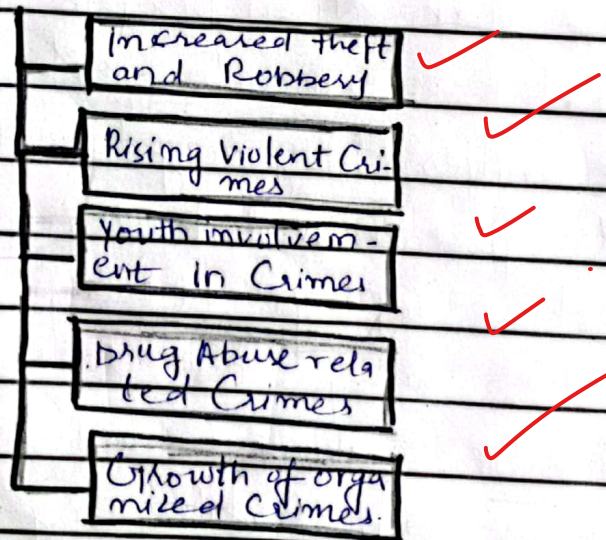 Increased theft
and Robbery
Rising Violent Cri-
mes
Youth involvem-
ent in Crimes
Drug Abuse rela
ted Crimes
Growth of orga
nized Crimes.